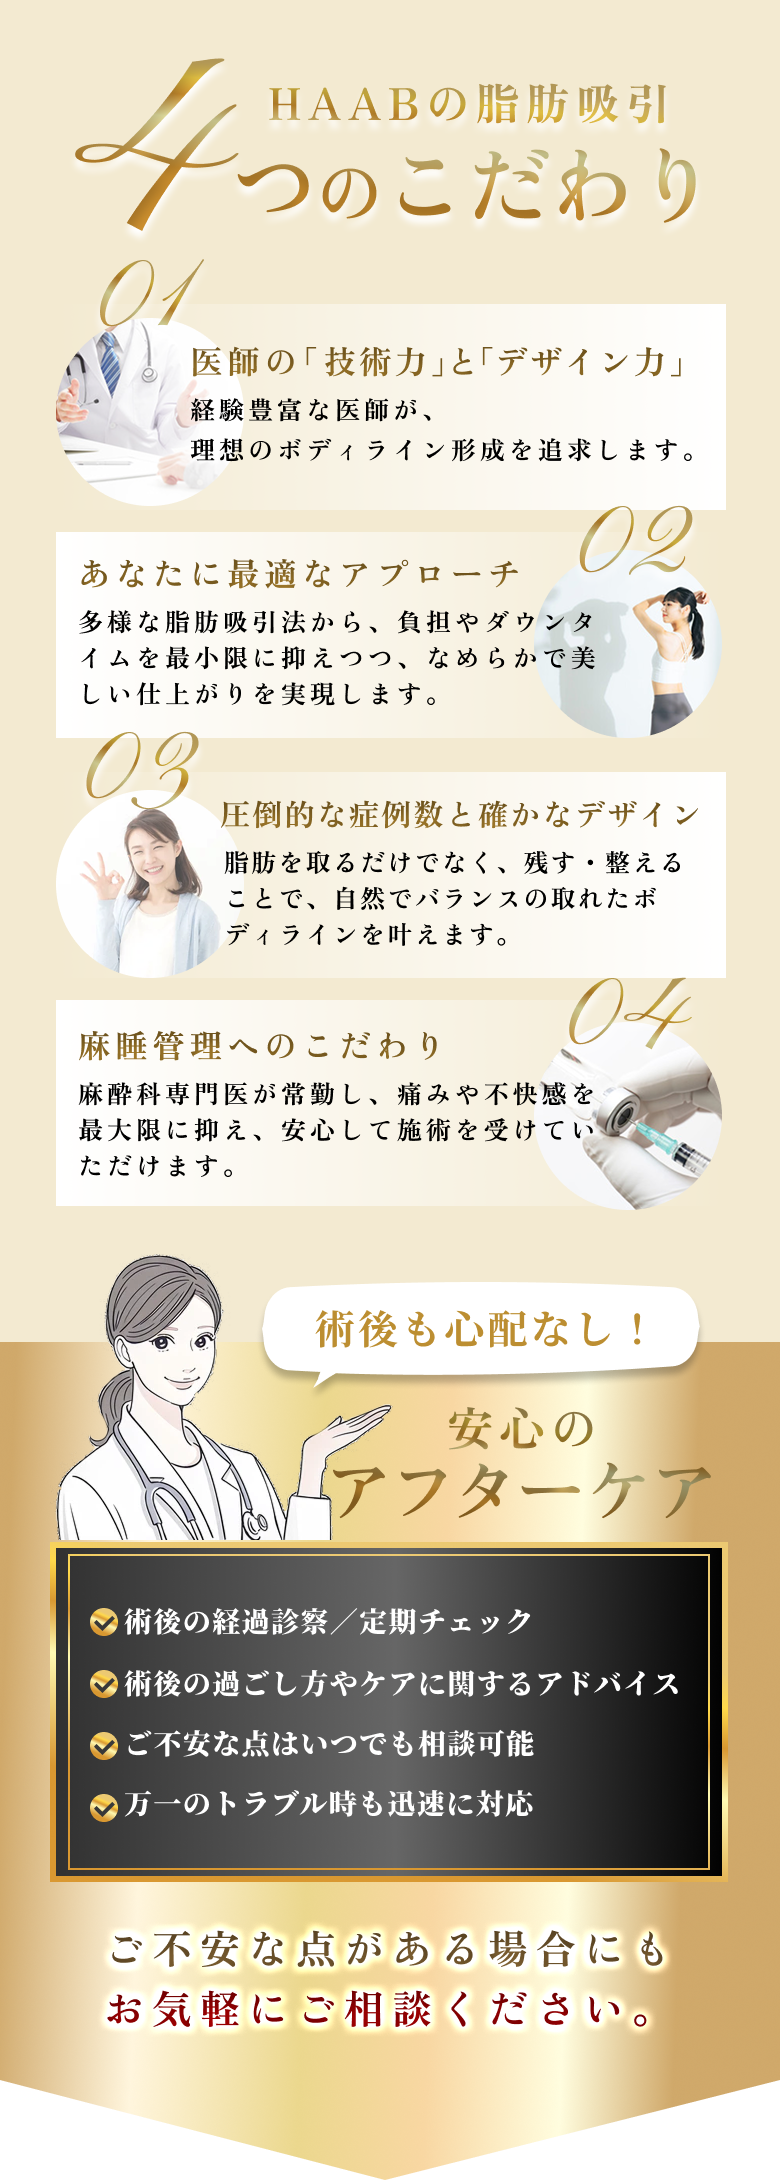 HAABの脂肪吸引
4つのこだわり
01
医師の「技術力」と「デザイン力」
経験豊富な医師が、
理想のボディライン形成を追求します。
02
あなたに最適なアプローチ
多様な脂肪吸引法から、負担やダウンタ
イムを最小限に抑えつつ、なめらかで美
しい仕上がりを実現します。
03
圧倒的な症例数と確かなデザイン
脂肪を取るだけでなく、残す・整える
ことで、自然でバランスの取れたボ
ディラインを叶えます。
04
麻睡管理へのこだわり
麻酔科専門医が常勤し、痛みや不快感を
最大限に抑え、安心して施術を受けてい
ただけます。
術後も心配なし！
安心の
アフターケア
術後の経過診察／定期チェック
術後の過ごし方やケアに関するアドバイス
ご不安な点はいつでも相談可能
万一のトラブル時も迅速に対応
ご不安な点がある場合にも
お気軽にご相談ください。